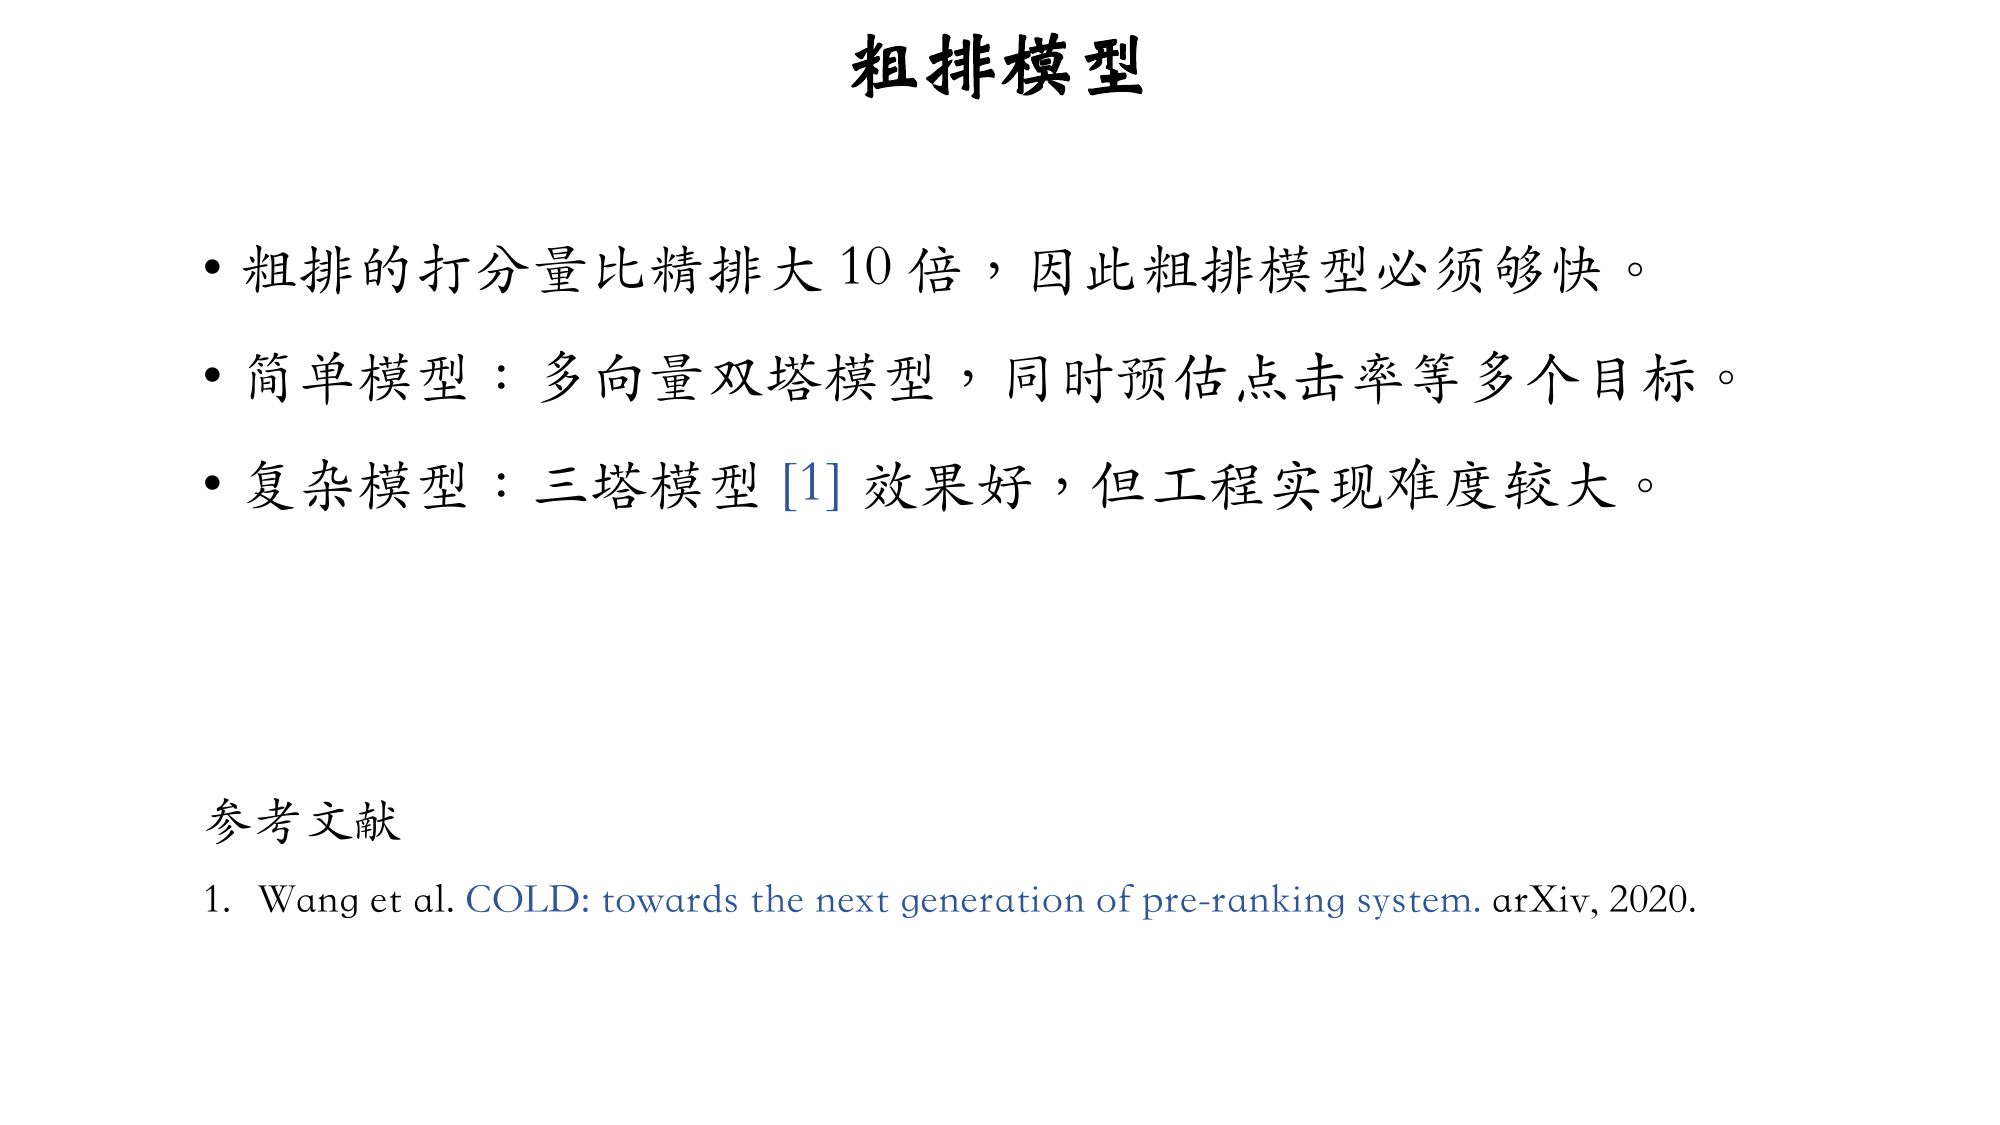 粗排模型
• 粗排的打分量比精排大 10 倍，因此粗排模型必须够快。
• 简单模型：多向量双塔模型，同时预估点击率等多个目标。
• 复杂模型：三塔模型 [1] 效果好，但工程实现难度较大。
参考文献
1. Wang et al. COLD: towards the next generation of pre-ranking system. arXiv, 2020.